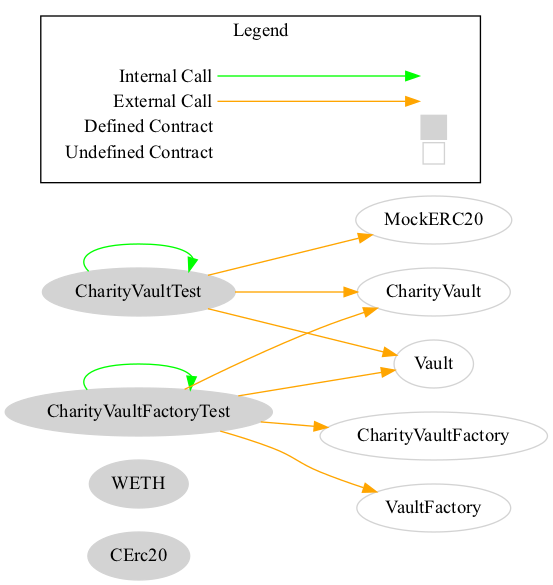 Legend
Internal Call
External Call
Defined Contract
Undefined Contract
MockERC20
CharityVaultTest
CharityVault
Vault
CharityVaultFactoryTest
CharityVaultFactory
WETH
VaultFactory
CErc20